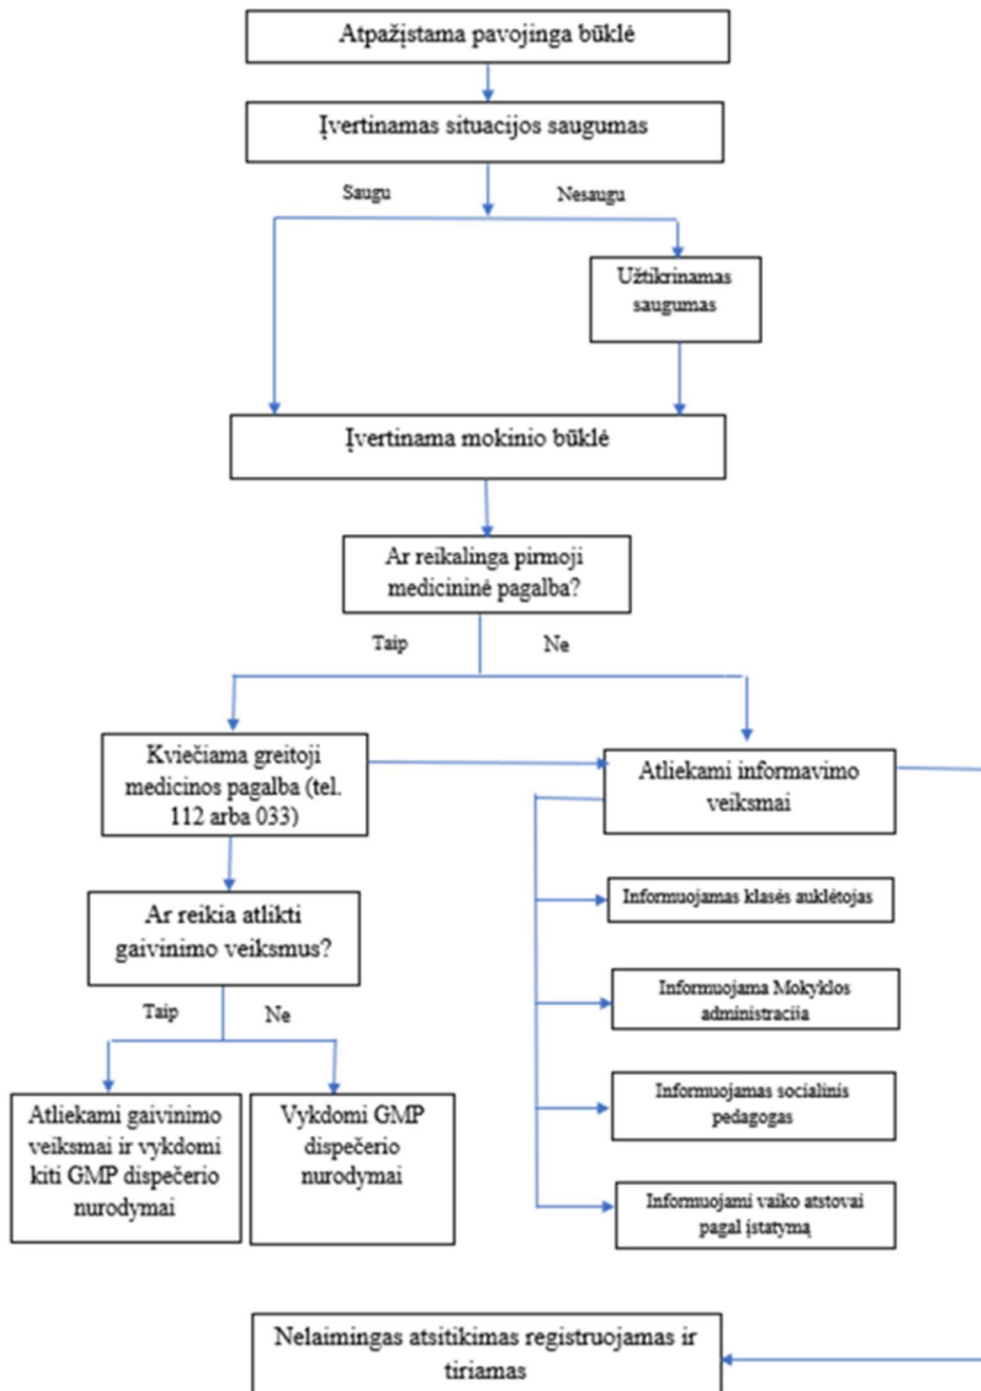 Atpažįstama pavojinga būklė
Įvertinamas situacijos saugumas
Saugu
Nesaugu
Užtikrinamas
saugumas
Įvertinama mokinio būklė
Ar reikalinga pirmoji
medicininė pagalba?
Taip
Ne
Kviečiama greitoji
medicinos pagalba (tel.
112 arba 033)
Atliekami informavimo
veiksmai
Ar reikia atlikti
gaivinimo veiksmus?
Informuojamas klasės auklėtojas
Informuojama Mokyklos
administracija
Taip
Ne
Atliekami gaivinimo
veiksmai ir vykdomi
kiti GMP dispečerio
nurodymai
Vykdomi GMP
dispečerio
nurodymai
Informuojamas socialinis
pedagogas
Informuojami vaiko atstovai
pagal įstatymą
Nelaimingas atsitikimas registruojamas ir
tiriamas